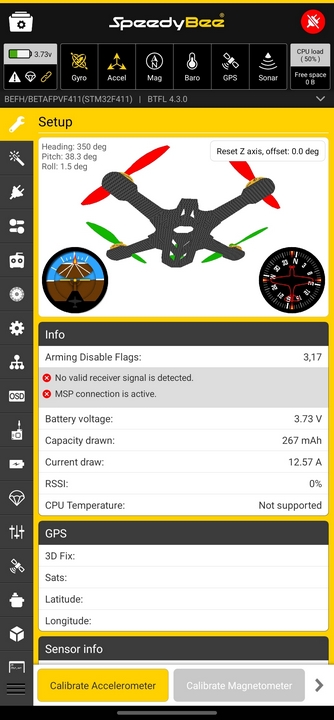 SpeedyBee
3.73v
Gyro
Accel
Mag
Baro
GPS
Sonar
CPU load
( 50% )
Free space
0 B
BEFH/BETAFPVF411(STM32F411) | BTFL 4.3.0
Setup
Heading: 350 deg
Pitch: 38.3 deg
Roll: 1.5 deg
Reset Z axis, offset: 0.0 deg
Info
Arming Disable Flags: 3,17
No valid receiver signal is detected.
MSP connection is active.
Battery voltage: 3.73 V
Capacity drawn: 267 mAh
Current draw: 12.57 A
RSSI: 0%
CPU Temperature: Not supported
GPS
3D Fix:
Sats:
Latitude:
Longitude:
OSD
Sensor info
Calibrate Accelerometer
Calibrate Magnetometer